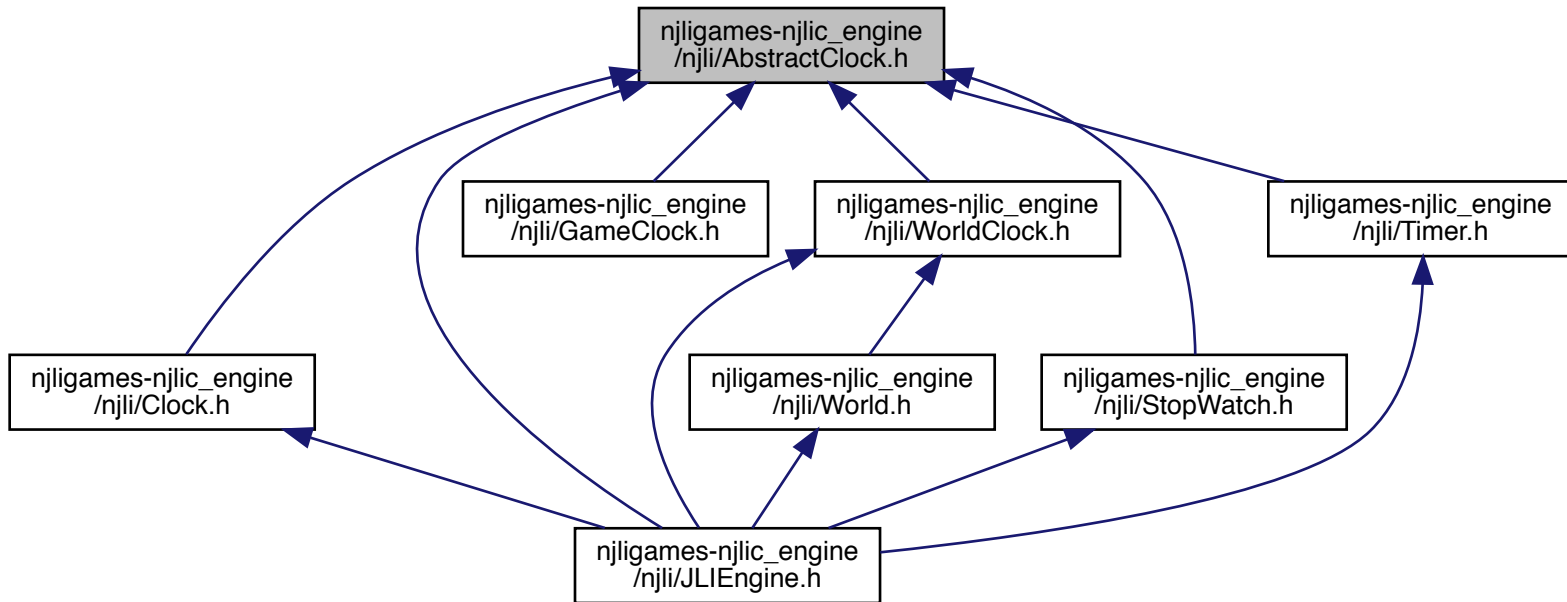 njligames-njlic_engine
/njli/AbstractClock.h
njligames-njlic_engine
/njli/GameClock.h
njligames-njlic_engine
/njli/WorldClock.h
njligames-njlic_engine
/njli/Timer.h
njligames-njlic_engine
/njli/Clock.h
njligames-njlic_engine
/njli/World.h
njligames-njlic_engine
/njli/StopWatch.h
njligames-njlic_engine
/njli/JLIEngine.h